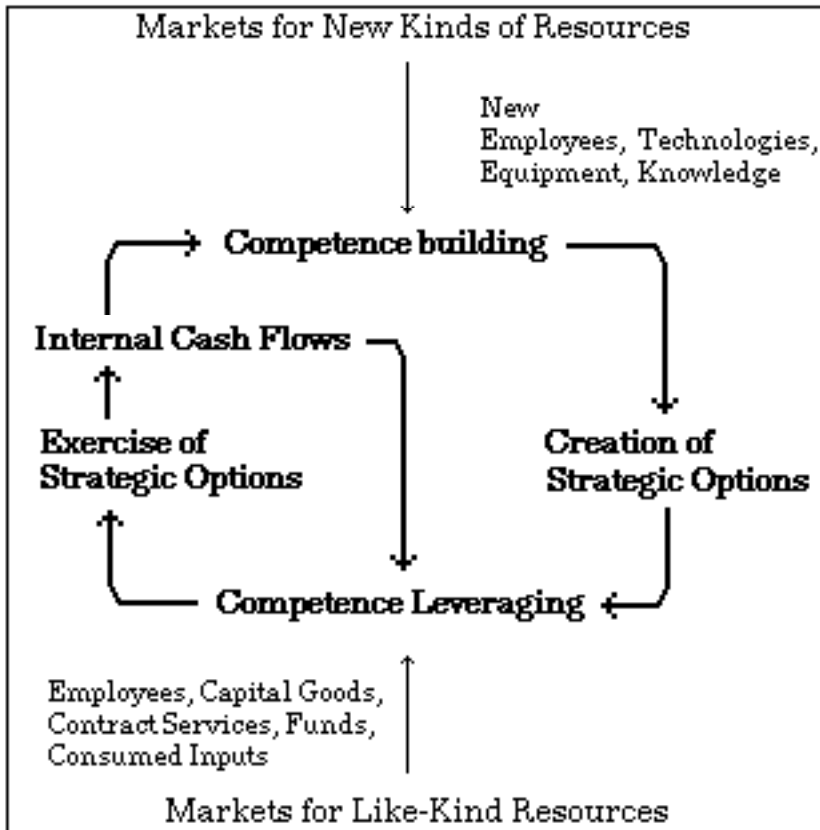 Markets for New Kinds of Resources
New
Employees, Technologies,
Equipment, Knowledge
Competence building
Internal Cash Flows
Exercise of
Strategic Options
Creation of
Strategic Options
Competence Leveraging
Employees, Capital Goods,
Contract Services, Funds,
Consumed Inputs
Markets for Like-Kind Resources